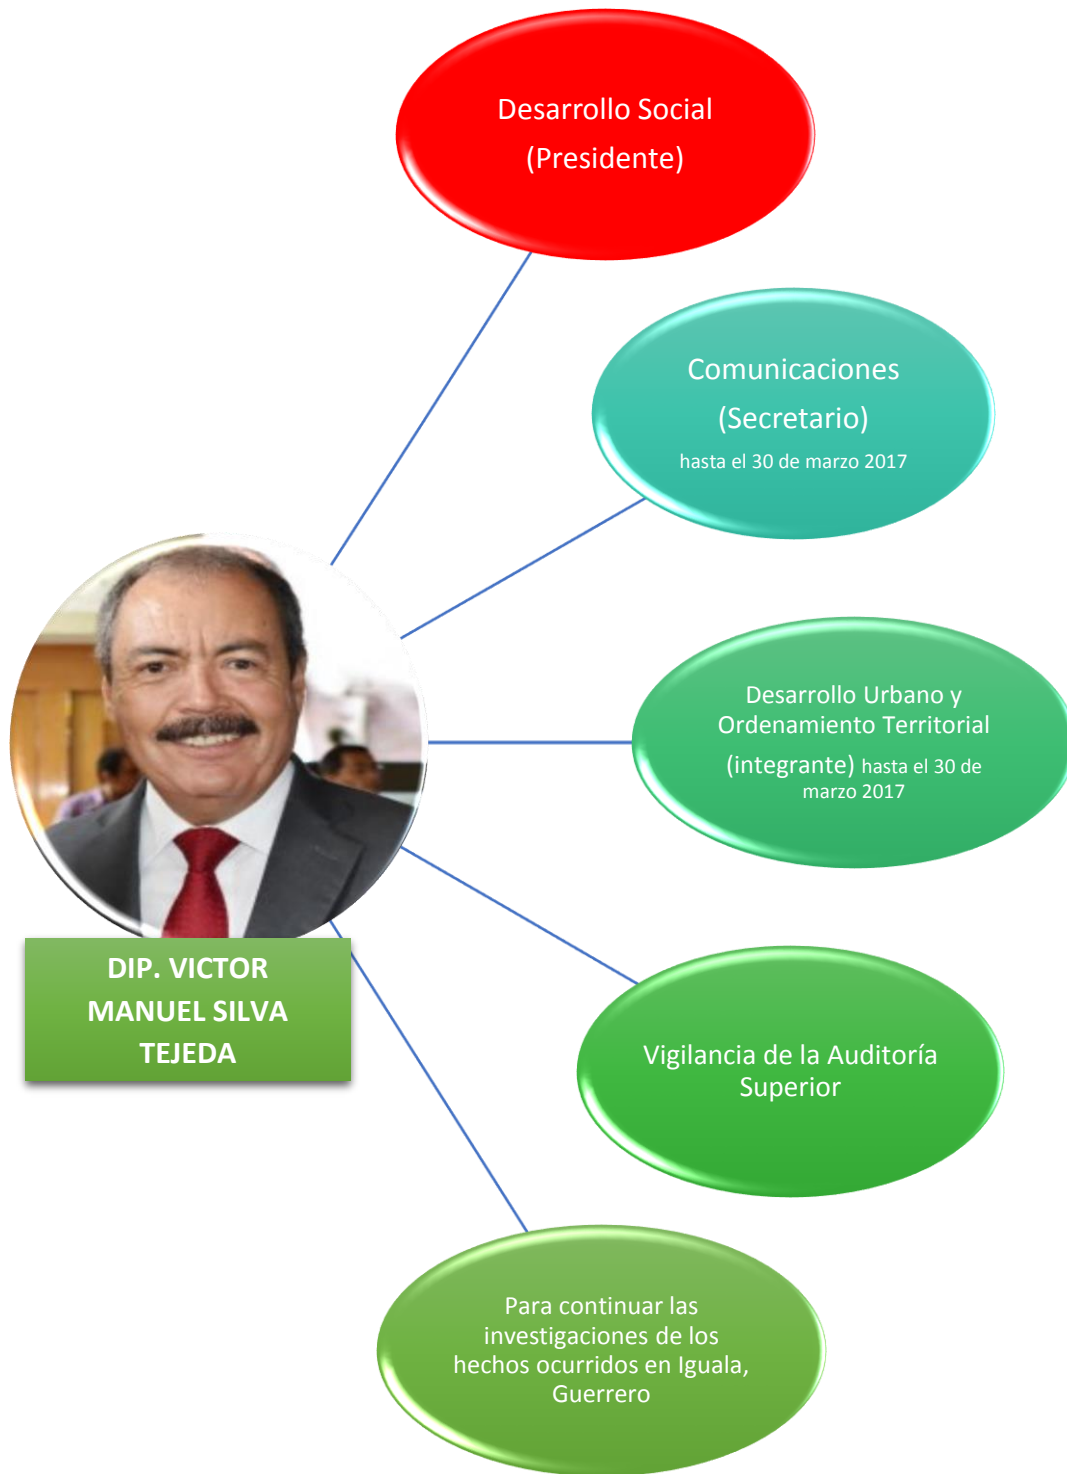 Desarrollo Social
(Presidente)
Comunicaciones
(Secretario)
hasta el 30 de marzo 2017
Desarrollo Urbano y
Ordenamiento Territorial
(integrante) hasta el 30 de
marzo 2017
DIP. VICTOR
MANUEL SILVA
TEJEDA
Vigilancia de la Auditoría
Superior
Para continuar las
investigaciones de los
hechos ocurridos en Iguala,
Guerrero